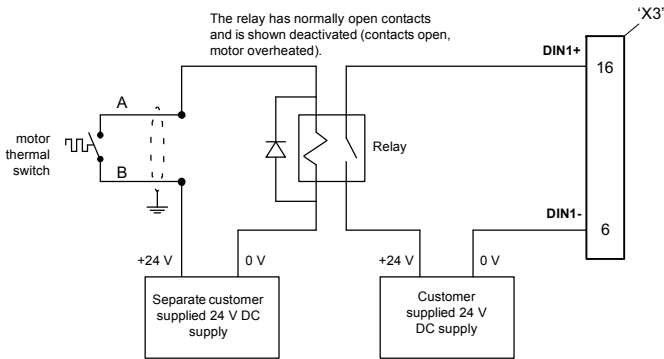 The relay has normally open contacts
and is shown deactivated (contacts open,
motor overheated).
'X3'
DIN1+
16
A
motor
thermal
switch
B
Relay
DIN1-
6
+24 V
0 V
+24 V
0 V
Separate customer
supplied 24 V DC
supply
Customer
supplied 24 V
DC supply